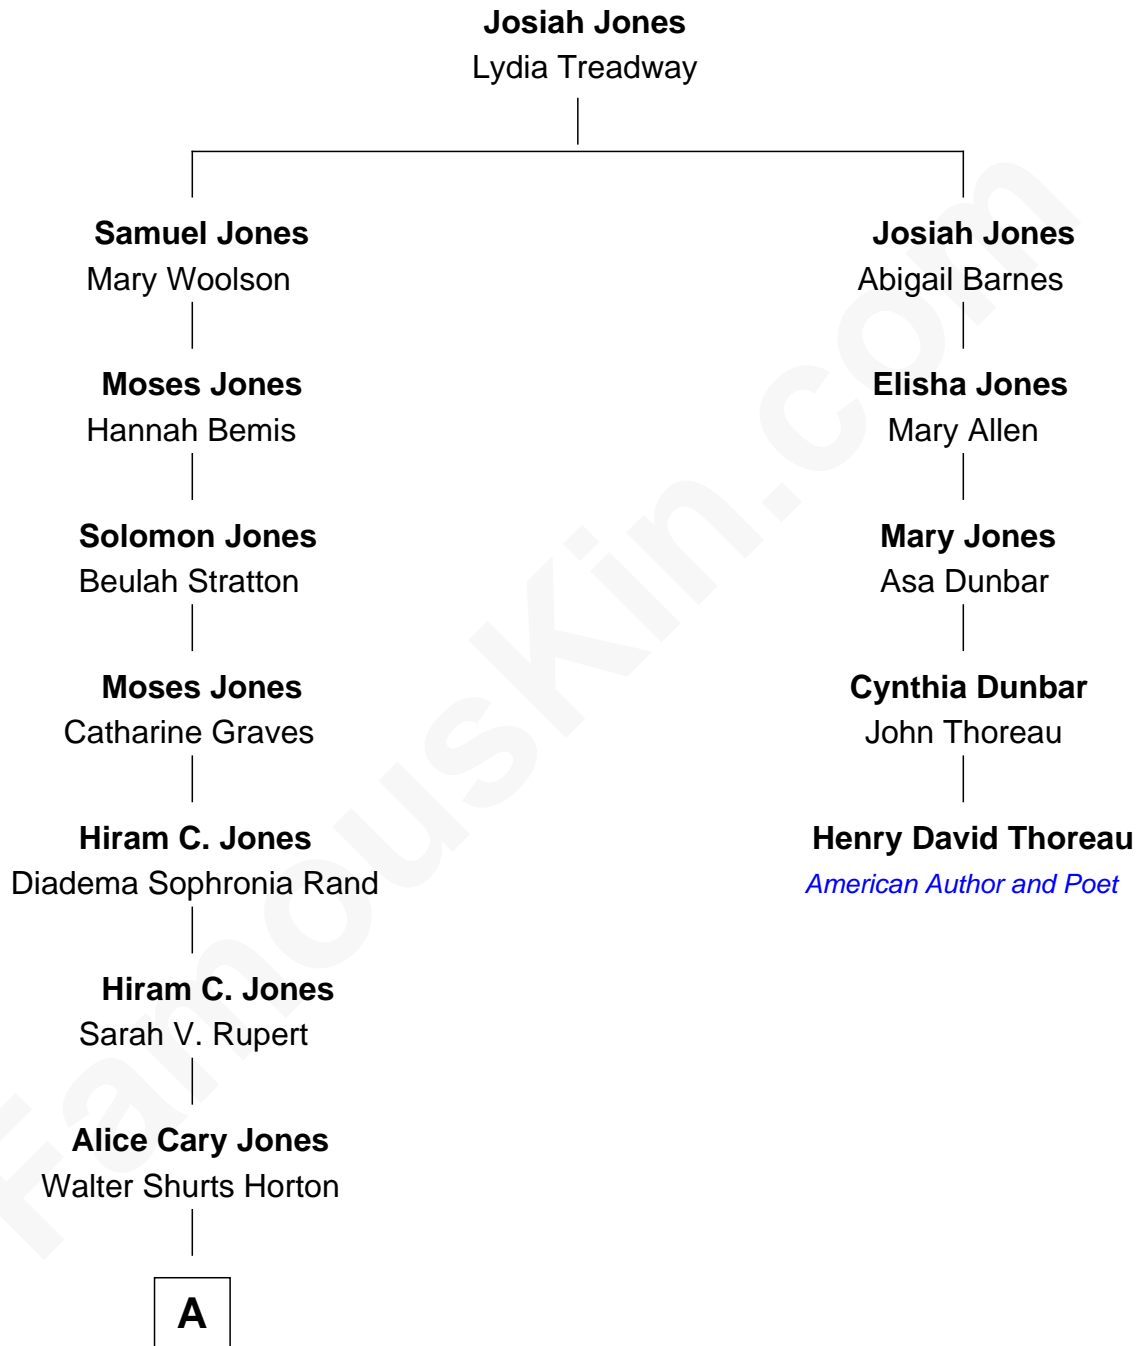 Josiah Jones
Lydia Treadway
Samuel Jones
Mary Woolson
Josiah Jones
Abigail Barnes
Moses Jones
Hannah Bemis
Elisha Jones
Mary Allen
Solomon Jones
Beulah Stratton
Mary Jones
Asa Dunbar
Moses Jones
Catharine Graves
Cynthia Dunbar
John Thoreau
Hiram C. Jones
Diadema Sophronia Rand
Henry David Thoreau
American Author and Poet
Hiram C. Jones
Sarah V. Rupert
Alice Cary Jones
Walter Shurts Horton
A
FamousKin.com